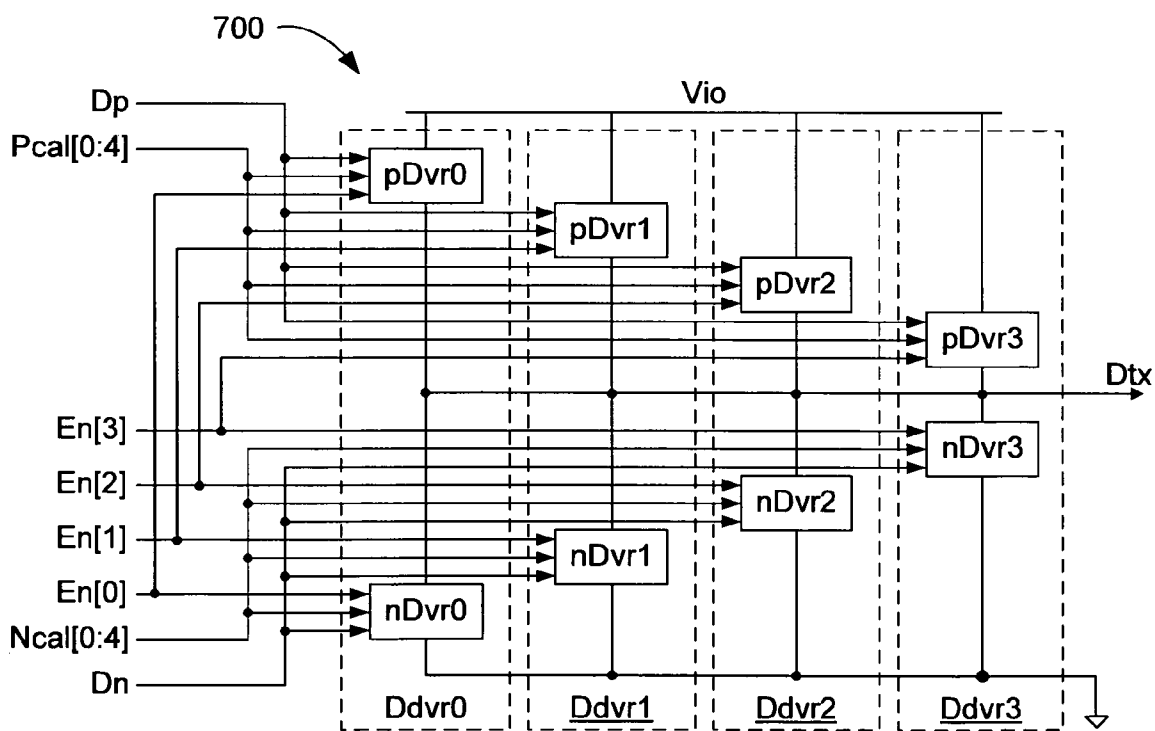 700
Vio
Dp
Pcal[0:4]
pDvr0
pDvr1
pDvr2
pDvr3
Dtx
En[3]
nDvr3
En[2]
nDvr2
En[1]
nDvr1
En[0]
nDvr0
Ncal[0:4]
Dn
Ddvr0
Ddvr1
Ddvr2
Ddvr3